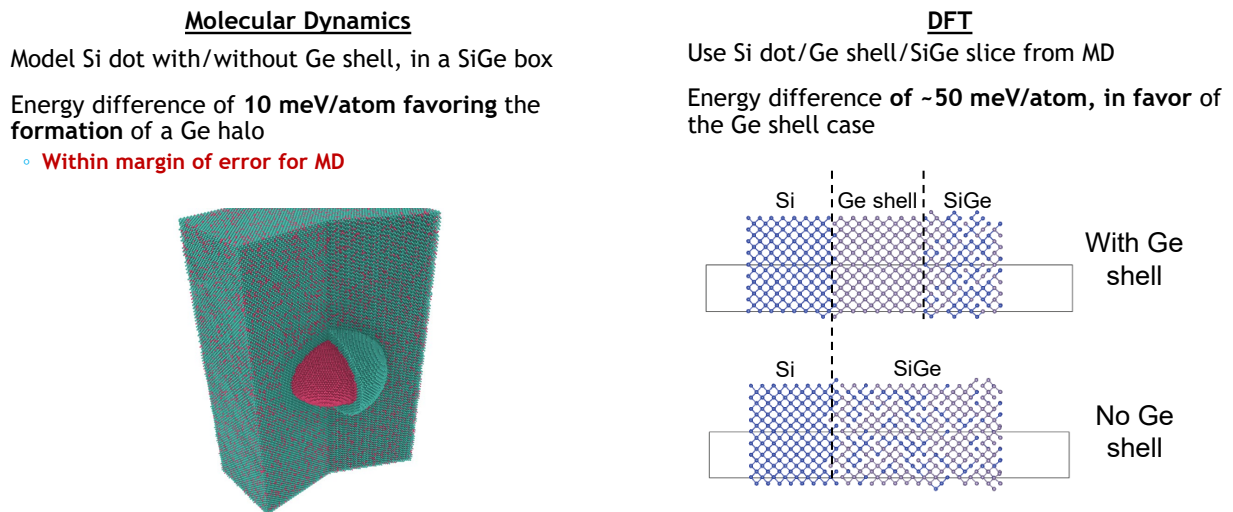 Molecular Dynamics
Model Si dot with/without Ge shell, in a SiGe box
Energy difference of 10 meV/atom favoring the
formation of a Ge halo
◦ Within margin of error for MD
DFT
Use Si dot/Ge shell/SiGe slice from MD
Energy difference of ~50 meV/atom, in favor of
the Ge shell case
Si Ge shell SiGe
With Ge
shell
Si SiGe
No Ge
shell